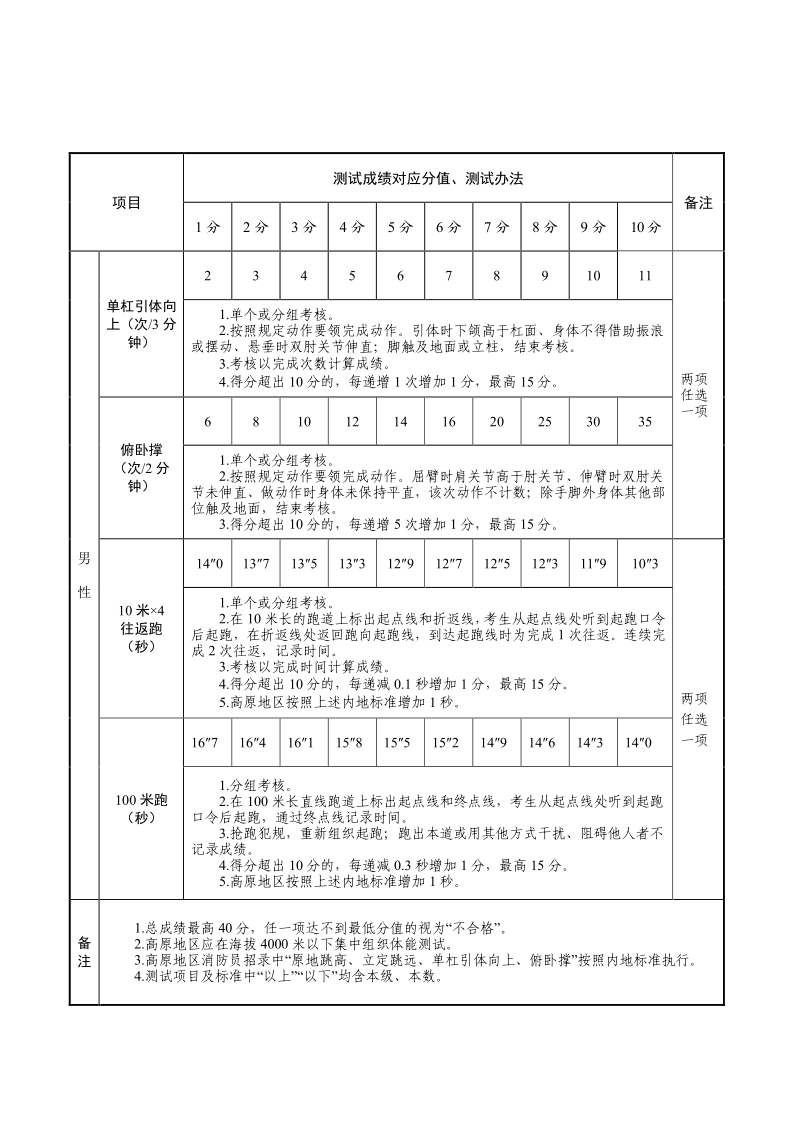 项目
测试成绩对应分值、测试办法
备注
1 分 2 分 3 分 4 分 5 分 6 分 7 分 8 分 9 分 10 分
男
性
单杠引体向
上（次/3 分
钟）
2 3 4 5 6 7 8 9 10 11
1.单个或分组考核。
2.按照规定动作要领完成动作。引体时下颌高于杠面、身体不得借助振浪
或摆动、悬垂时双肘关节伸直；脚触及地面或立柱，结束考核。
3.考核以完成次数计算成绩。
4.得分超出 10 分的，每递增 1 次增加 1 分，最高 15 分。
两项
任选
一项
俯卧撑
（次/2 分
钟）
6 8 10 12 14 16 20 25 30 35
1.单个或分组考核。
2.按照规定动作要领完成动作。屈臂时肩关节高于肘关节、伸臂时双肘关
节未伸直、做动作时身体未保持平直，该次动作不计数；除手脚外身体其他部
位触及地面，结束考核。
3.得分超出 10 分的，每递增 5 次增加 1 分，最高 15 分。
10 米×4
往返跑
（秒）
14″0 13″7 13″5 13″3 12″9 12″7 12″5 12″3 11″9 10″3
1.单个或分组考核。
2.在 10 米长的跑道上标出起点线和折返线，考生从起点线处听到起跑口令
后起跑，在折返线处返回跑向起跑线，到达起跑线时为完成 1 次往返。连续完
成 2 次往返，记录时间。
3.考核以完成时间计算成绩。
4.得分超出 10 分的，每递减 0.1 秒增加 1 分，最高 15 分。
5.高原地区按照上述内地标准增加 1 秒。
两项
任选
一项
100 米跑
（秒）
16″7 16″4 16″1 15″8 15″5 15″2 14″9 14″6 14″3 14″0
1.分组考核。
2.在 100 米长直线跑道上标出起点线和终点线，考生从起点线处听到起跑
口令后起跑，通过终点线记录时间。
3.抢跑犯规，重新组织起跑；跑出本道或用其他方式干扰、阻碍他人者不
记录成绩。
4.得分超出 10 分的，每递减 0.3 秒增加 1 分，最高 15 分。
5.高原地区按照上述内地标准增加 1 秒。
备
注
1.总成绩最高 40 分，任一项达不到最低分值的视为“不合格”。
2.高原地区应在海拔 4000 米以下集中组织体能测试。
3.高原地区消防员招录中“原地跳高、立定跳远、单杠引体向上、俯卧撑”按照内地标准执行。
4.测试项目及标准中“以上”“以下”均含本级、本数。